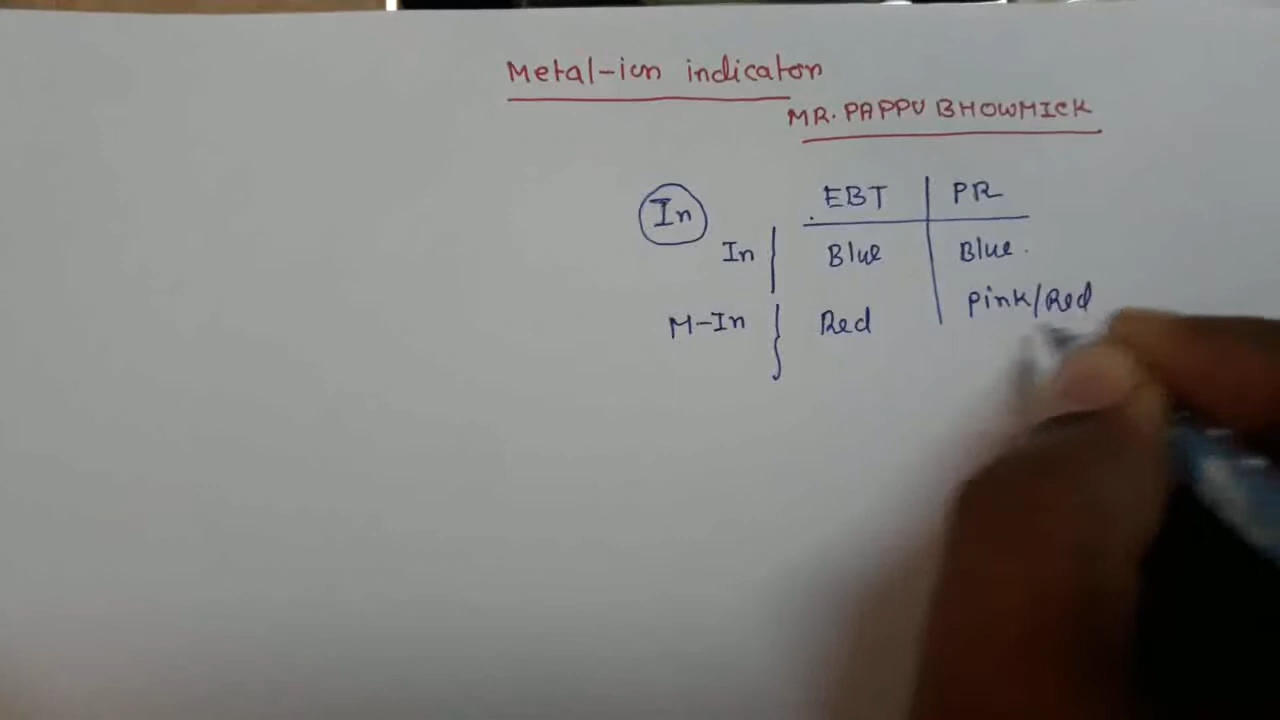 Metal-ion indicator
MR. PAPPU BHOWMICK
In EBT PR
In Blue Blue.
M-In Red Pink/Red